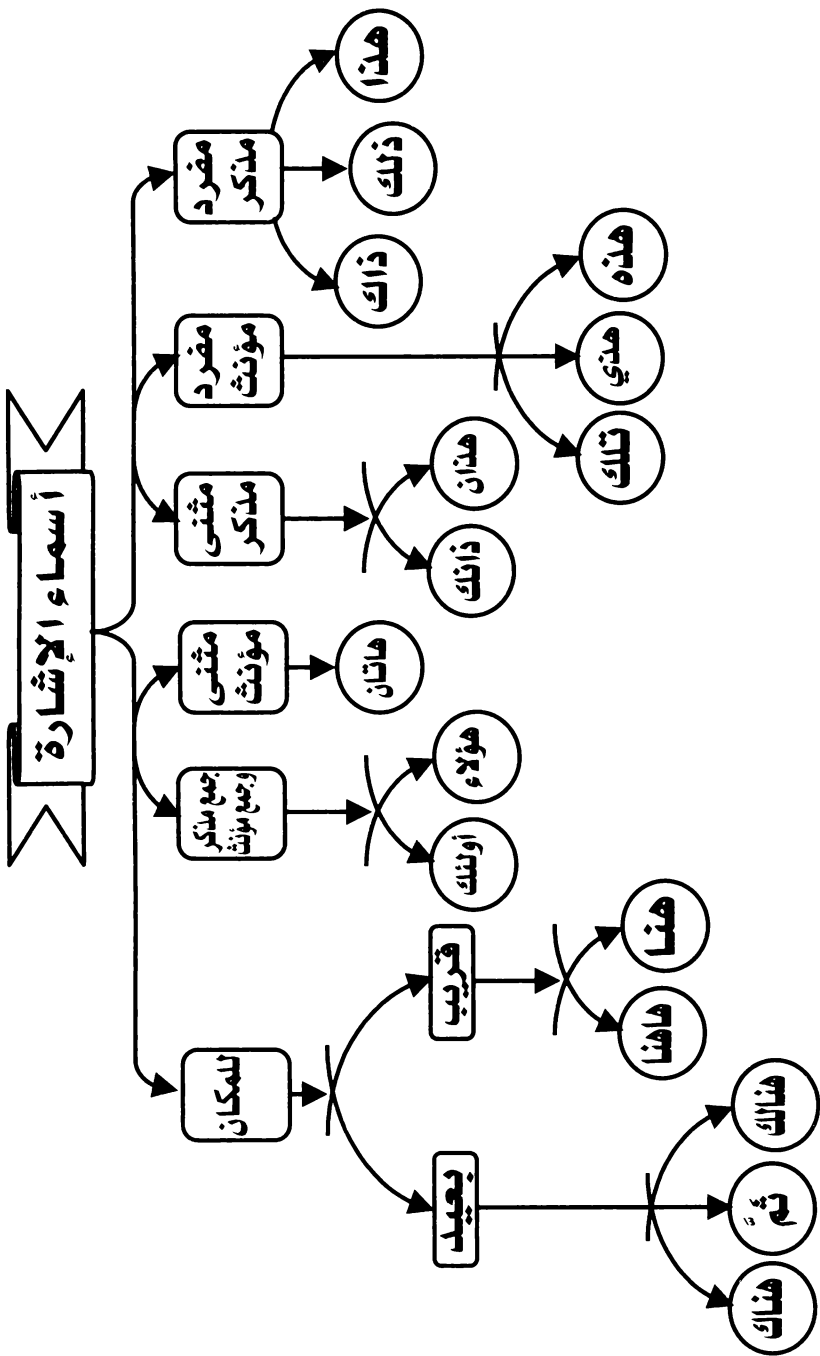 أسماء الإشارة
مفرد
مذكر
هذا
ذلك
ذاك
مفرد
مؤنث
هذه
هذي
تلك
مثنى
مذكر
هذان
ذانك
مثنى
مؤنث
هاتان
جمع مذكر
وجمع مؤنث
هؤلاء
أولئك
للمكان
قريب
هنا
هاهنا
بعيد
هنالك
ثَمَّ
هناك